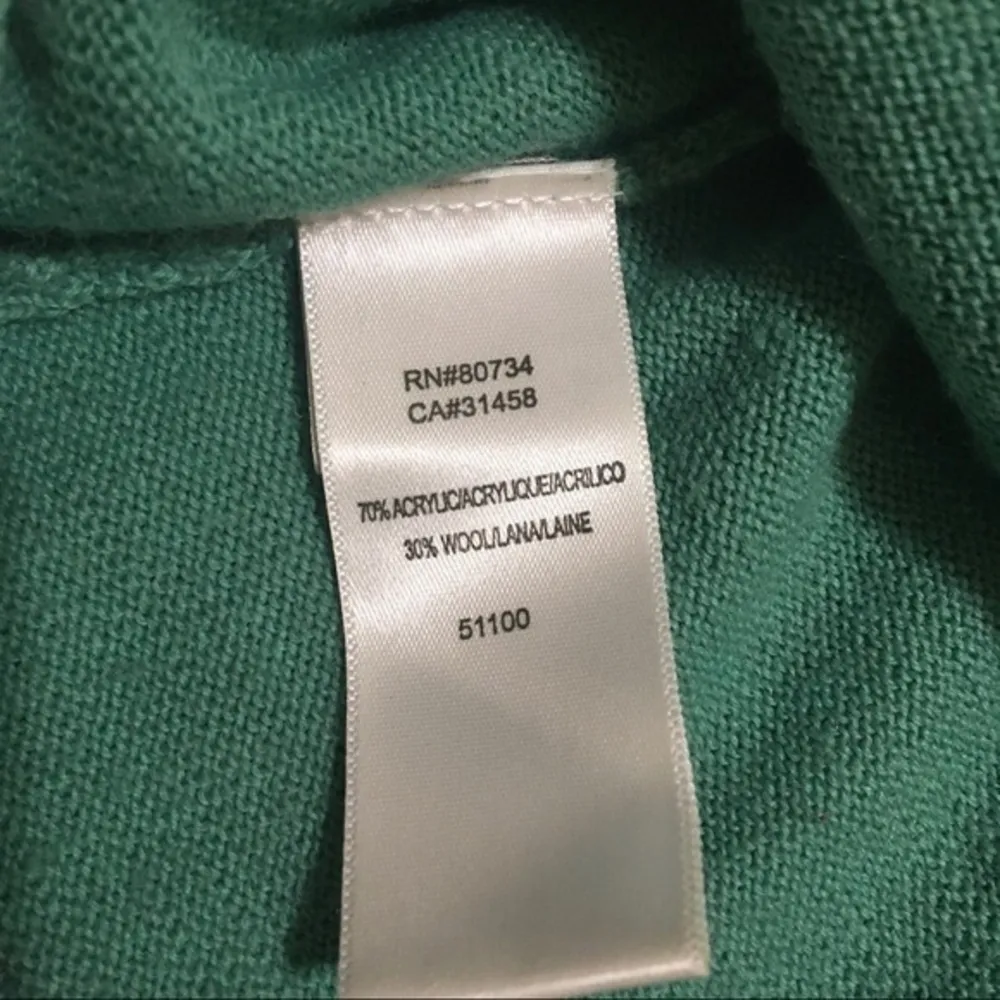 RN#80734
CA#31458
70% ACRYLIC/ACRYLIQUE/ACRILICO
30% WOOL/LANA/LAINE
51100